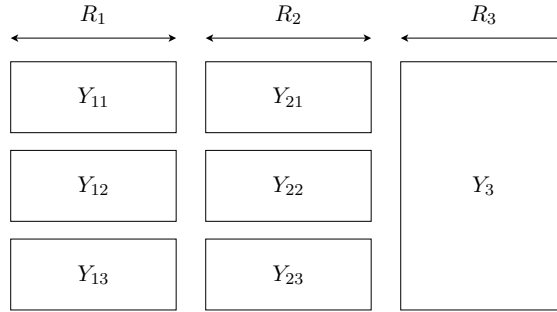 R₁ R₂ R₃
Y₁₁ Y₂₁
Y₁₂ Y₂₂ Y₃
Y₁₃ Y₂₃